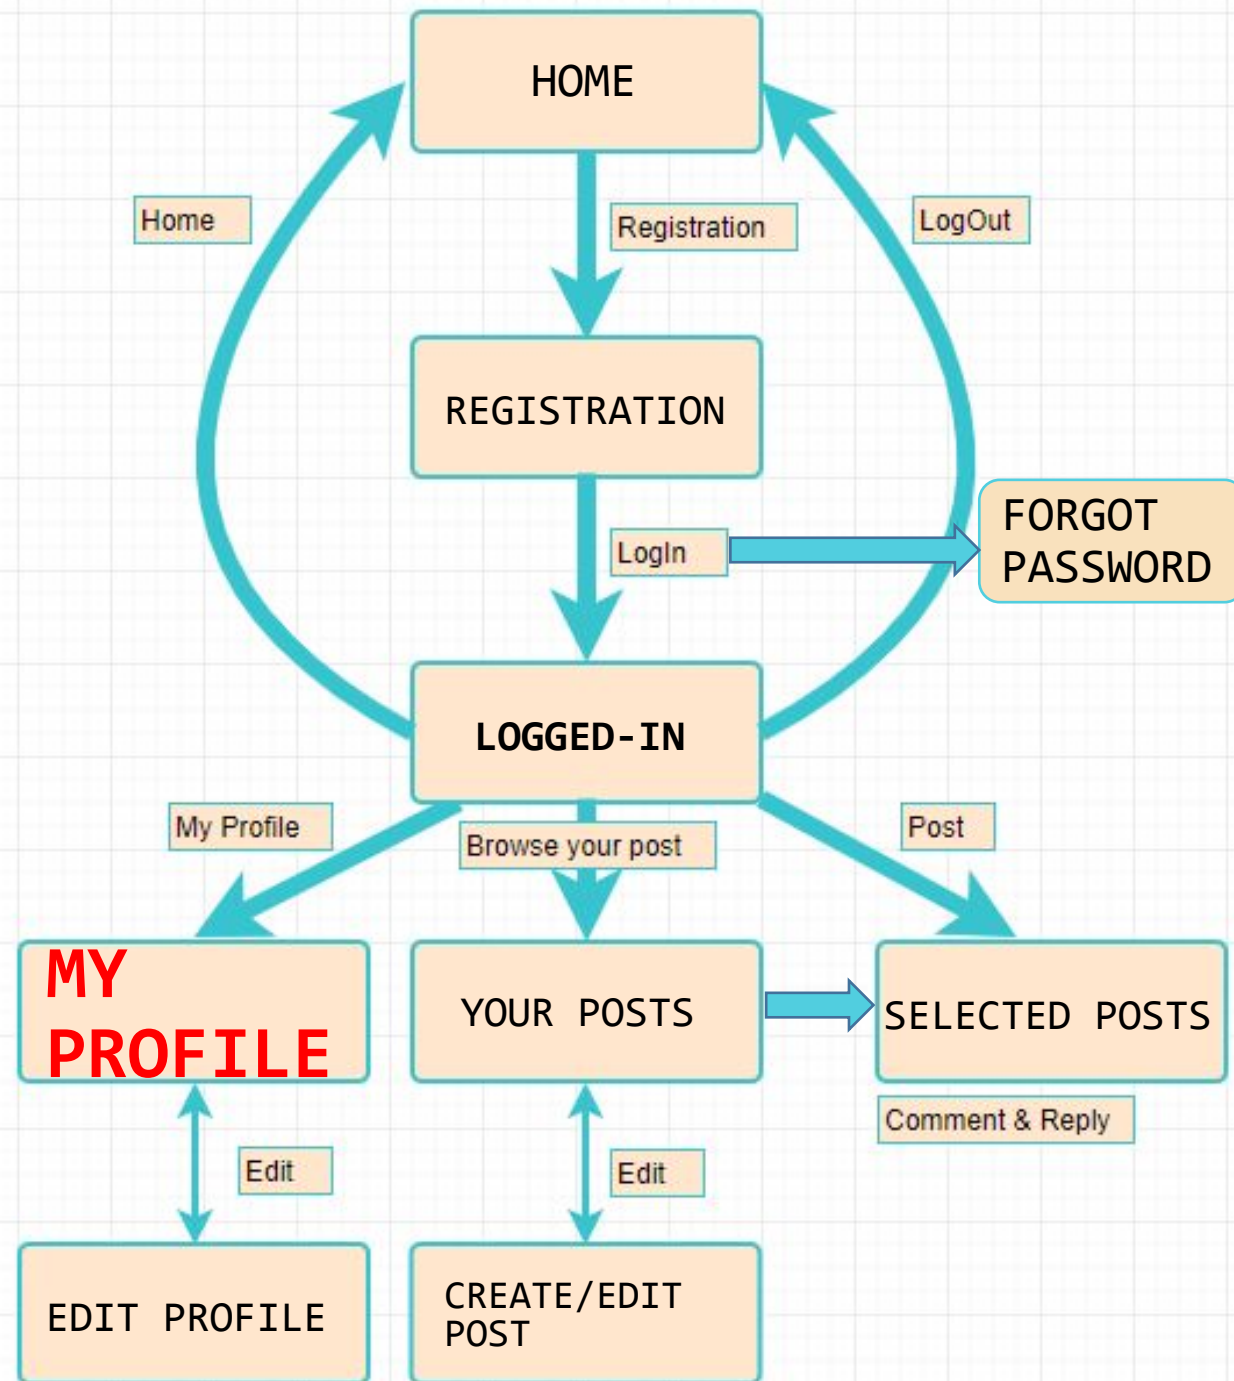 HOME
Home
Registration
LogOut
REGISTRATION
LogIn
FORGOT
PASSWORD
LOGGED-IN
My Profile
Browse your post
Post
MY
PROFILE
YOUR POSTS
SELECTED POSTS
Comment & Reply
Edit
Edit
EDIT PROFILE
CREATE/EDIT
POST